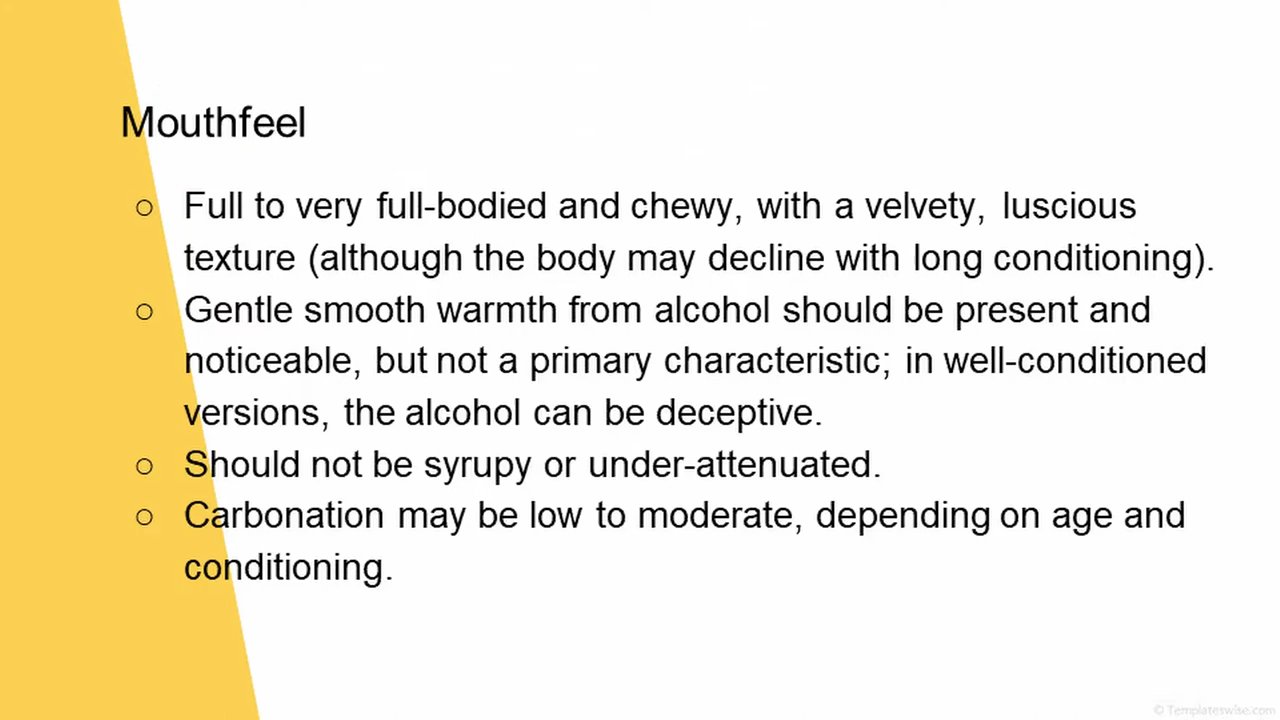 Mouthfeel
○ Full to very full-bodied and chewy, with a velvety, luscious
texture (although the body may decline with long conditioning).
○ Gentle smooth warmth from alcohol should be present and
noticeable, but not a primary characteristic; in well-conditioned
versions, the alcohol can be deceptive.
○ Should not be syrupy or under-attenuated.
○ Carbonation may be low to moderate, depending on age and
conditioning.
© Templateswise.com